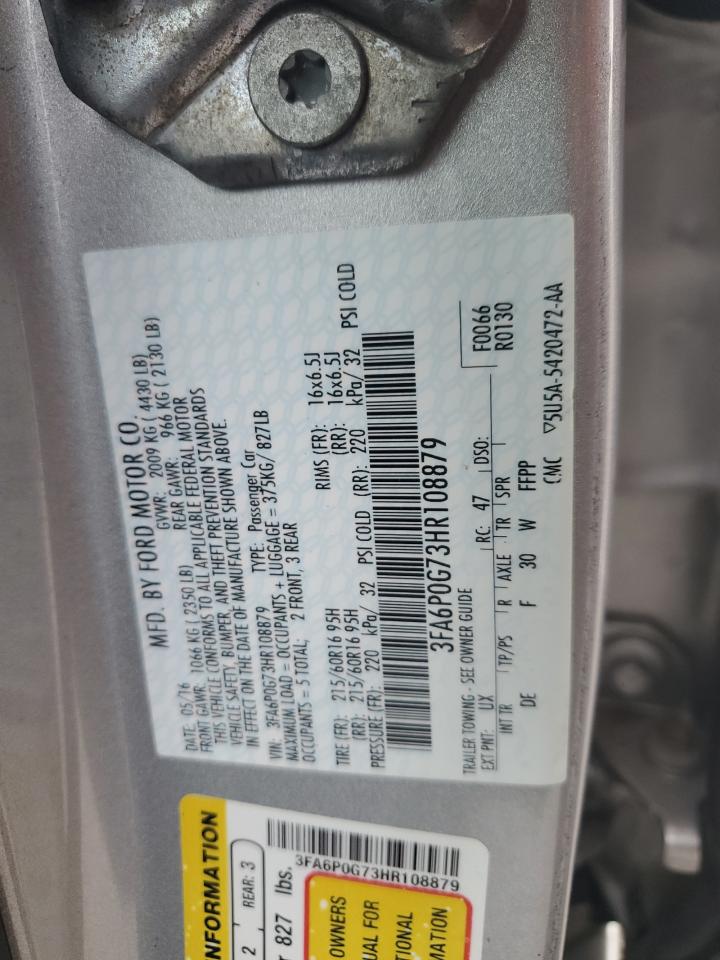 MFD. BY FORD MOTOR CO.
DATE: 05/16 GVWR: 2009 KG ( 4430 LB)
FRONT GAWR: 1066 KG ( 2350 LB) REAR GAWR: 966 KG ( 2130 LB)
THIS VEHICLE CONFORMS TO ALL APPLICABLE FEDERAL MOTOR
VEHICLE SAFETY, BUMPER, AND THEFT PREVENTION STANDARDS
IN EFFECT ON THE DATE OF MANUFACTURE SHOWN ABOVE.
VIN: 3FA6P0G73HR108879 TYPE: Passenger Car
MAXIMUM LOAD = OCCUPANTS + LUGGAGE = 375KG/ 827LB
OCCUPANTS = 5 TOTAL; 2 FRONT, 3 REAR
TIRE (FR): 215/60R16 95H RIMS (FR): 16x6.5J
(RR): 215/60R16 95H (RR): 16x6.5J
PRESSURE (FR): 220 kPa/ 32 PSI COLD (RR): 220 kPa/ 32 PSI COLD
3FA6P0G73HR108879
TRAILER TOWING - SEE OWNER GUIDE F0066
R0130
EXT PNT: UX RC: 47 DSO:
INT TR TP/PS R AXLE TR SPR
DE F 30 W FFPP
CMC ▽5U5A-5420472-AA
NFORMATION
2 REAR: 3
827 lbs.
3FA6P0G73HR108879
OWNERS
UAL FOR
TIONAL
MATION